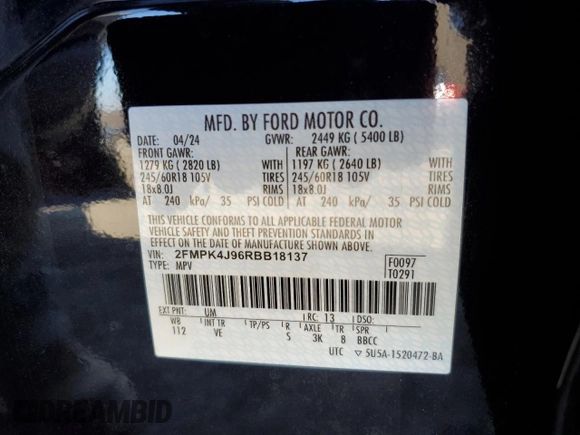 MFD. BY FORD MOTOR CO.
DATE: 04/24 GVWR: 2449 KG ( 5400 LB)
FRONT GAWR: REAR GAWR:
1279 KG ( 2820 LB) WITH 1197 KG ( 2640 LB) WITH
245/60R18 105V TIRES 245/60R18 105V TIRES
18x8.0J RIMS 18x8.0J RIMS
AT 240 kPa/ 35 PSI COLD AT 240 kPa/ 35 PSI COLD
THIS VEHICLE CONFORMS TO ALL APPLICABLE FEDERAL MOTOR
VEHICLE SAFETY AND THEFT PREVENTION STANDARDS IN
EFFECT ON THE DATE OF MANUFACTURE SHOWN ABOVE.
VIN: 2FMPK4J96RBB18137 F0097
TYPE: MPV T0291
EXT PNT: UM RC: 13 DSO:
WB INT TR TP/PS R AXLE TR SPR
112 VE S 3K 8 BBCC
UTC ▽ 5U5A-1520472-BA
DREAMBID